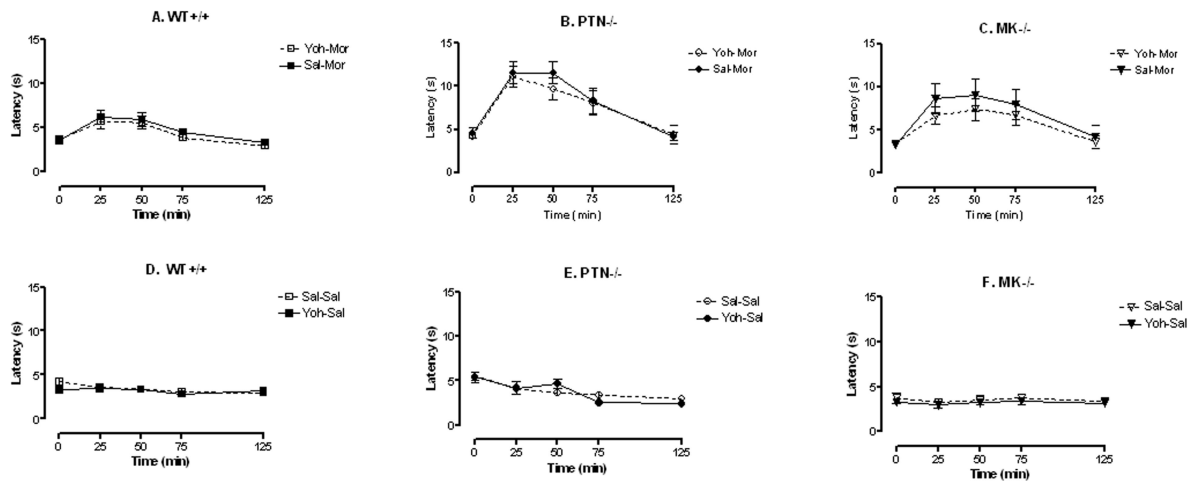 A. WT+/+
15
10
5
0
Latency (s)
0 25 50 75 125
Time (min)
Yoh-Mor
Sal-Mor
B. PTN-/-
15
10
5
0
Latency (s)
0 25 50 75 125
Time (min)
Yoh-Mor
Sal-Mor
C. MK-/-
15
10
5
0
Latency (s)
0 25 50 75 125
Time (min)
Yoh-Mor
Sal-Mor
D. WT+/+
15
10
5
0
Latency (s)
0 25 50 75 125
Time (min)
Sal-Sal
Yoh-Sal
E. PTN-/-
15
10
5
0
Latency (s)
0 25 50 75 125
Time (min)
Sal-Sal
Yoh-Sal
F. MK-/-
15
10
5
0
Latency (s)
0 25 50 75 125
Time (min)
Sal-Sal
Yoh-Sal